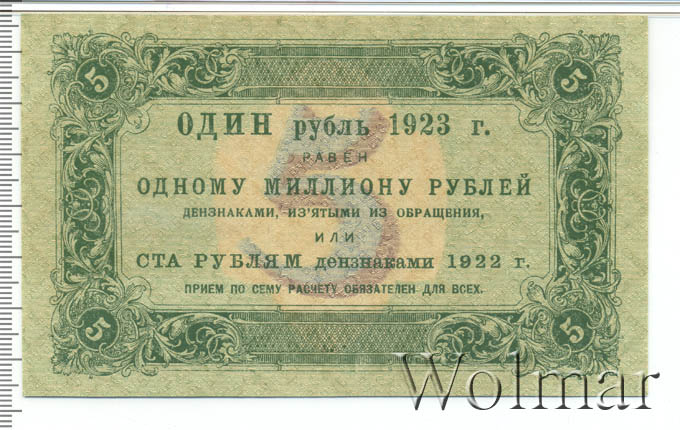 5 5
ОДИН рубль 1923 г.
РАВЕН
ОДНОМУ МИЛЛИОНУ РУБЛЕЙ
ДЕНЗНАКАМИ, ИЗ'ЯТЫМИ ИЗ ОБРАЩЕНИЯ,
ИЛИ
СТА РУБЛЯМ дензнаками 1922 г.
ПРИЕМ ПО СЕМУ РАСЧЕТУ ОБЯЗАТЕЛЕН ДЛЯ ВСЕХ.
5
5 5
Wolmar